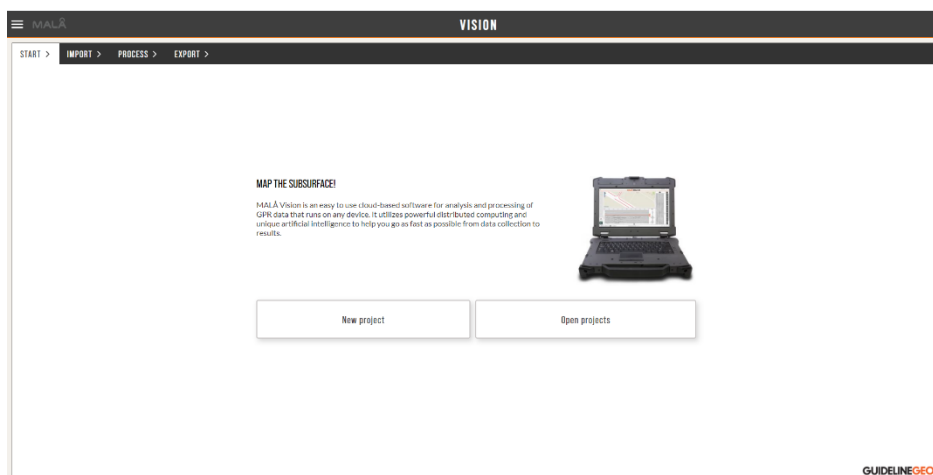 MALÅ
VISION
START >
IMPORT >
PROCESS >
EXPORT >
MAP THE SUBSURFACE!
MALÅ Vision is an easy to use cloud-based software for analysis and processing of
GPR data that runs on any device. It utilizes powerful distributed computing and
unique artificial intelligence to help you go as fast as possible from data collection to
results.
New project
Open projects
GUIDELINEGEO